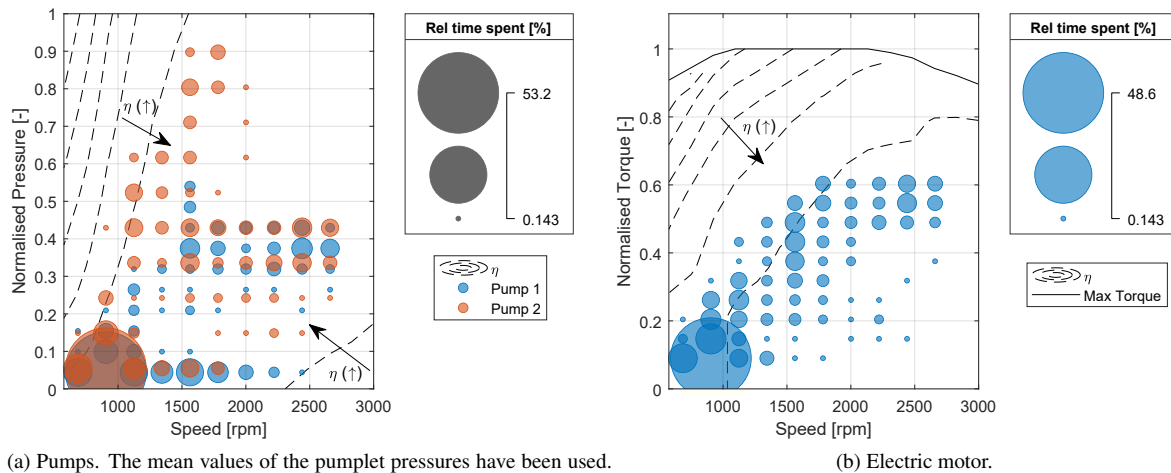 Normalised Pressure [-]
1
0.9
0.8
0.7
0.6
0.5
0.4
0.3
0.2
0.1
0
η (↑)
η (↑)
1000 1500 2000 2500 3000
Speed [rpm]
Rel time spent [%]
53.2
0.143
η
Pump 1
Pump 2
(a) Pumps. The mean values of the pumplet pressures have been used.
Normalised Torque [-]
1
0.8
0.6
0.4
0.2
0
η (↑)
1000 1500 2000 2500 3000
Speed [rpm]
Rel time spent [%]
48.6
0.143
η
Max Torque
(b) Electric motor.